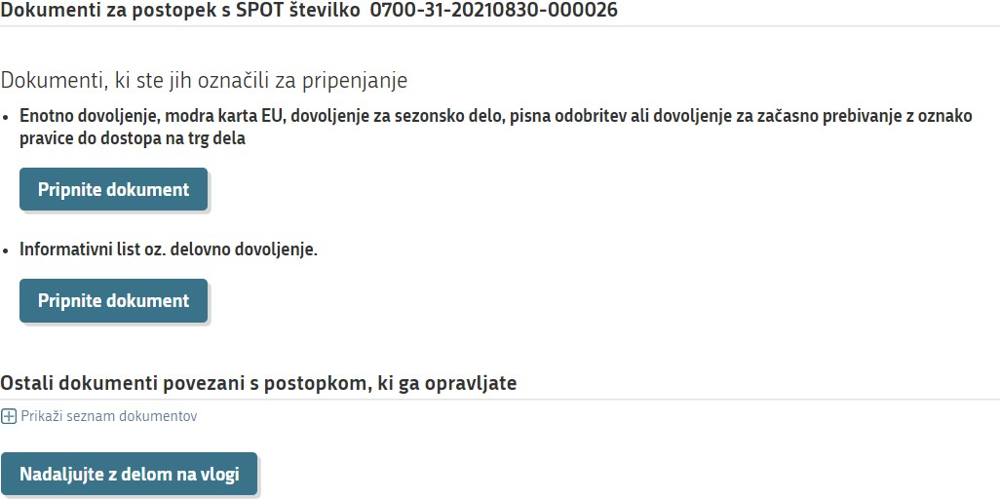 Dokumenti za postopek s SPOT številko 0700-31-20210830-000026
Dokumenti, ki ste jih označili za pripenjanje
• Enotno dovoljenje, modra karta EU, dovoljenje za sezonsko delo, pisna odobritev ali dovoljenje za začasno prebivanje z oznako
pravice do dostopa na trg dela
Pripnite dokument
• Informativni list oz. delovno dovoljenje.
Pripnite dokument
Ostali dokumenti povezani s postopkom, ki ga opravljate
Prikaži seznam dokumentov
Nadaljujte z delom na vlogi